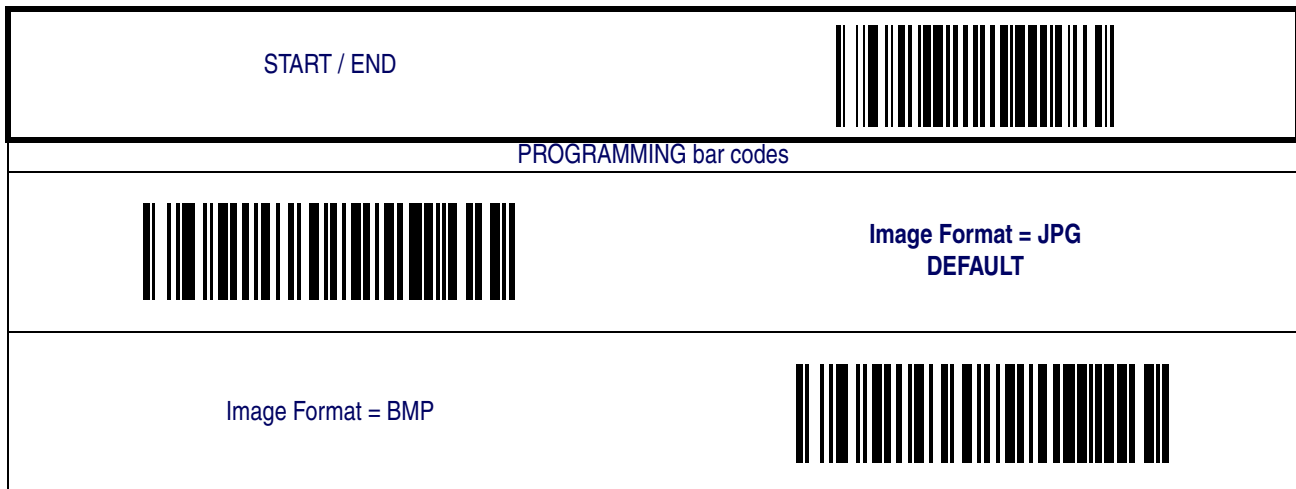 START / END
PROGRAMMING bar codes
Image Format = JPG
DEFAULT
Image Format = BMP